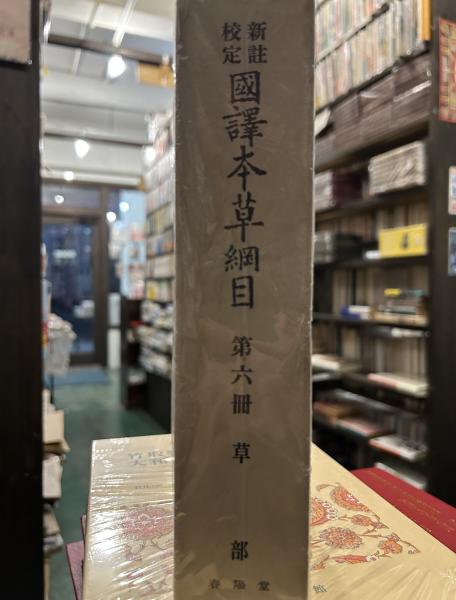 新註校定
國譯本草綱目
第六冊
草部
春陽堂